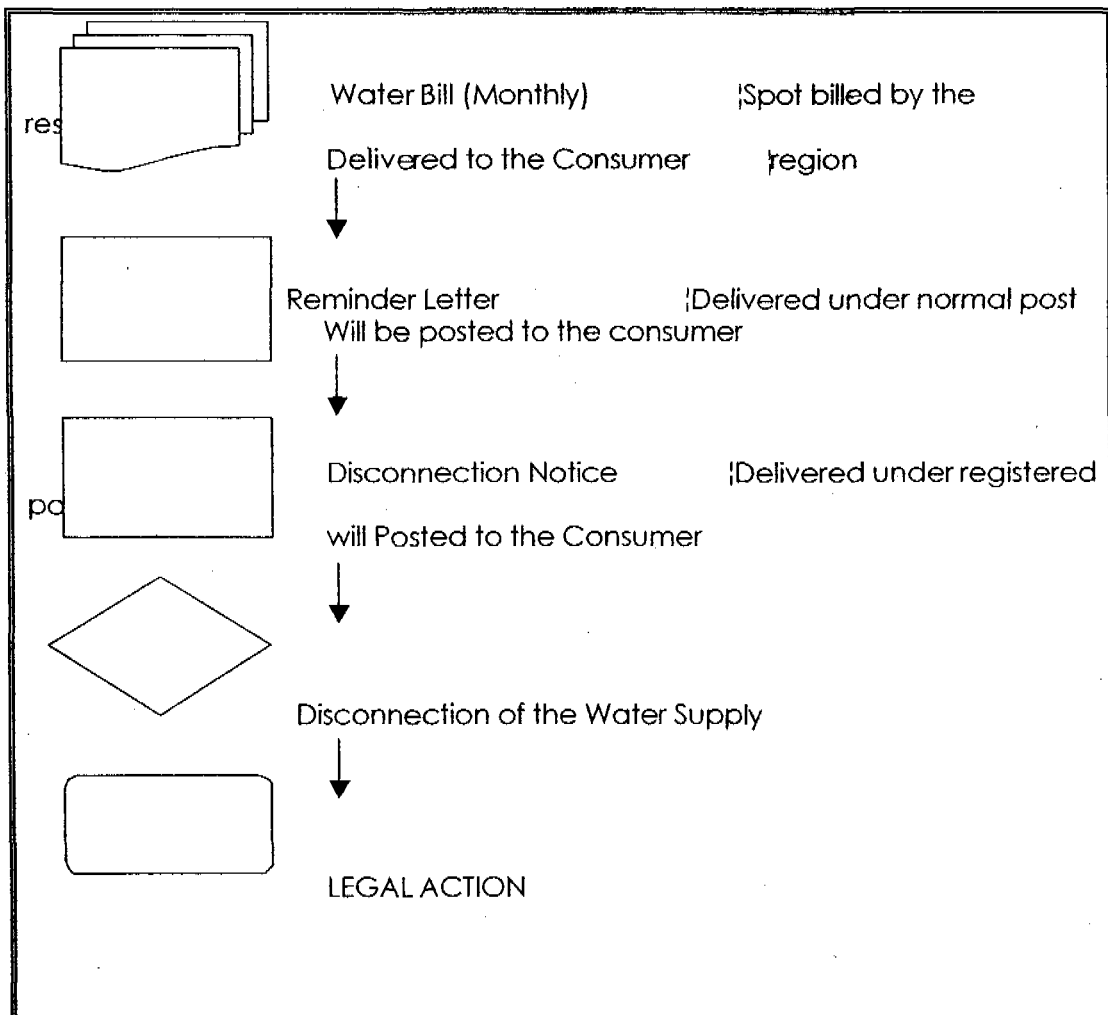 Water Bill (Monthly) ¦Spot billed by the
res
Delivered to the Consumer ¦region
Reminder Letter ¦Delivered under normal post
Will be posted to the consumer
Disconnection Notice ¦Delivered under registered
po
will Posted to the Consumer
Disconnection of the Water Supply
LEGAL ACTION